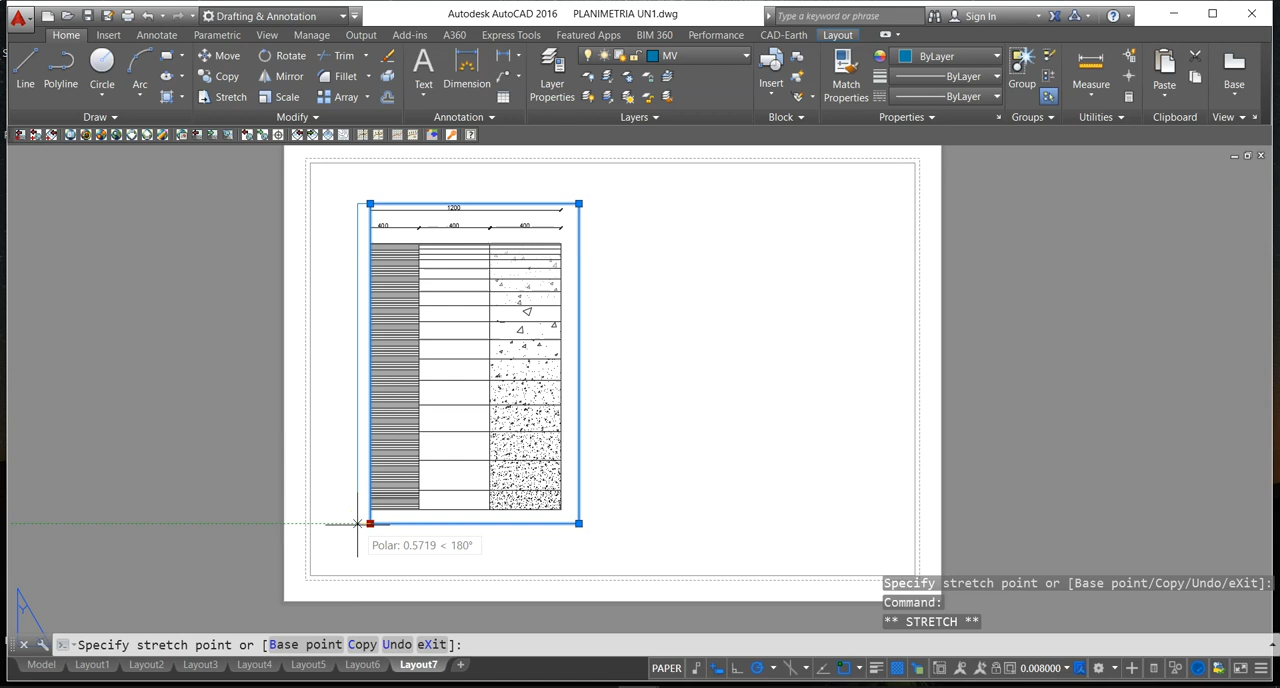 Drafting & Annotation
Autodesk AutoCAD 2016 PLANIMETRIA UN1.dwg
Type a keyword or phrase
Sign In
Home Insert Annotate Parametric View Manage Output Add-ins A360 Express Tools Featured Apps BIM 360 Performance CAD-Earth Layout
Line Polyline Circle Arc
Move Rotate Trim
Copy Mirror Fillet
Stretch Scale Array
Text Dimension
Layer Properties
MV
Insert
Match Properties
ByLayer
ByLayer
ByLayer
Group
Measure
Paste
Base
Draw Modify Annotation Layers Block Properties Groups Utilities Clipboard View
1200
400 400 400
Polar: 0.5719 < 180°
Specify stretch point or [Base point/Copy/Undo/eXit]:
Command:
** STRETCH **
Specify stretch point or [Base point Copy Undo eXit]:
Model Layout1 Layout2 Layout3 Layout4 Layout5 Layout6 Layout7 +
PAPER
0.008000